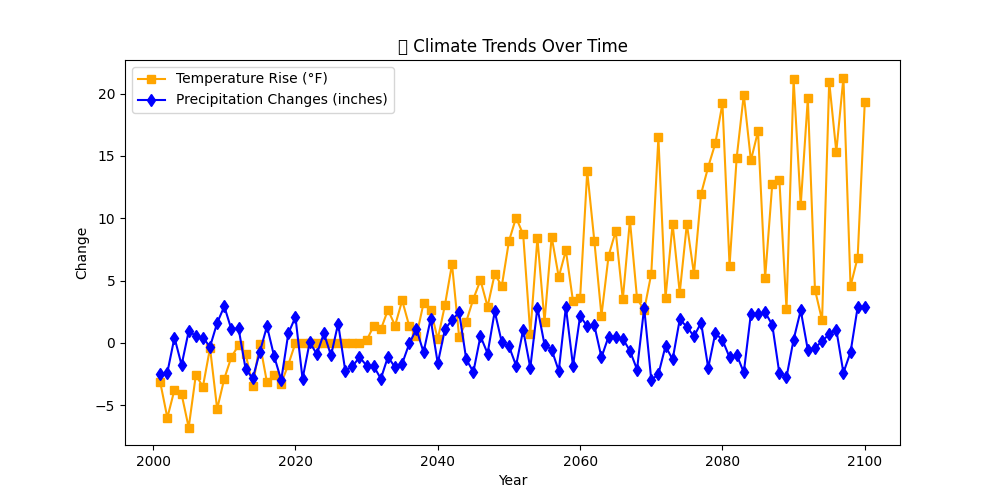 Climate Trends Over Time
Temperature Rise (°F)
Precipitation Changes (inches)
Change
20
15
10
5
0
−5
2000
2020
2040
2060
2080
2100
Year